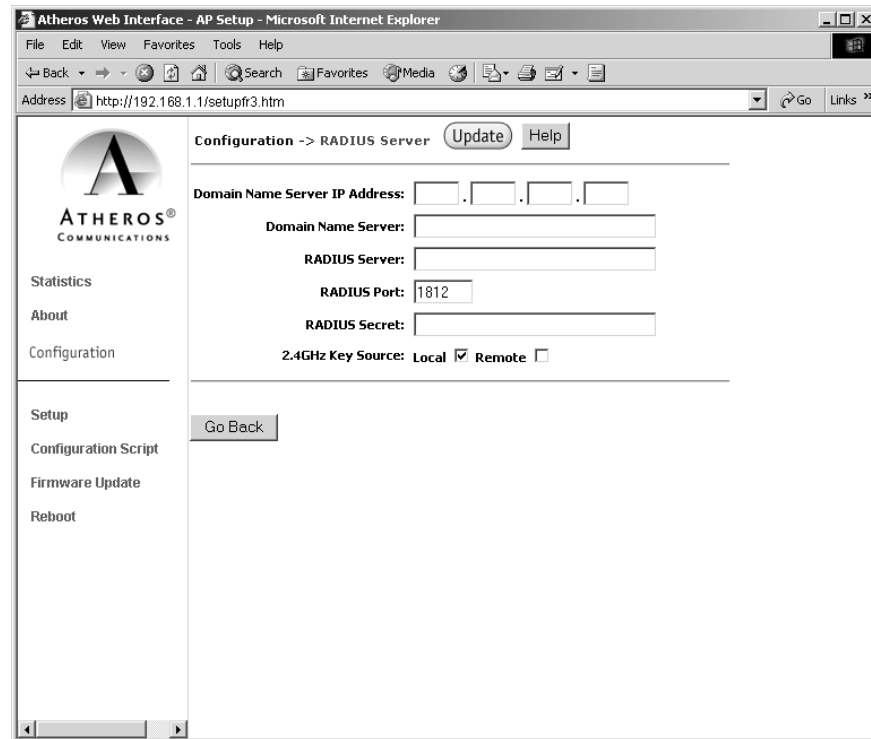 Atheros Web Interface - AP Setup - Microsoft Internet Explorer
File Edit View Favorites Tools Help
Back Search Favorites Media
Address http://192.168.1.1/setupfr3.htm Go Links »
Configuration -> RADIUS Server Update Help
Domain Name Server IP Address: . . .
ATHEROS®
COMMUNICATIONS
Domain Name Server:
RADIUS Server:
Statistics
RADIUS Port: 1812
About
RADIUS Secret:
Configuration
2.4GHz Key Source: Local Remote
Setup
Go Back
Configuration Script
Firmware Update
Reboot